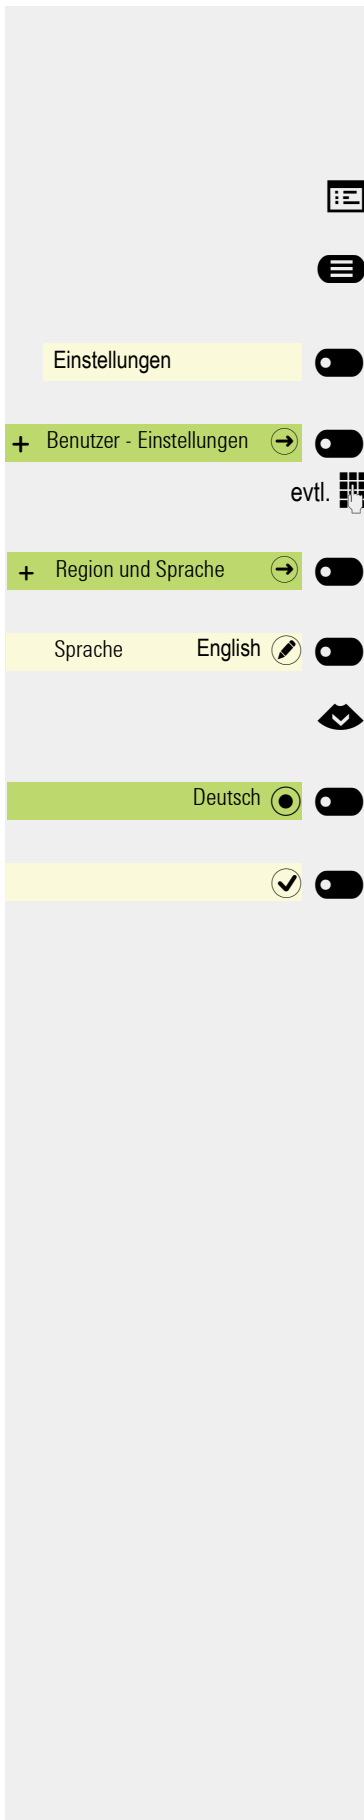 Einstellungen
+ Benutzer - Einstellungen
evtl.
+ Region und Sprache
Sprache English
Deutsch